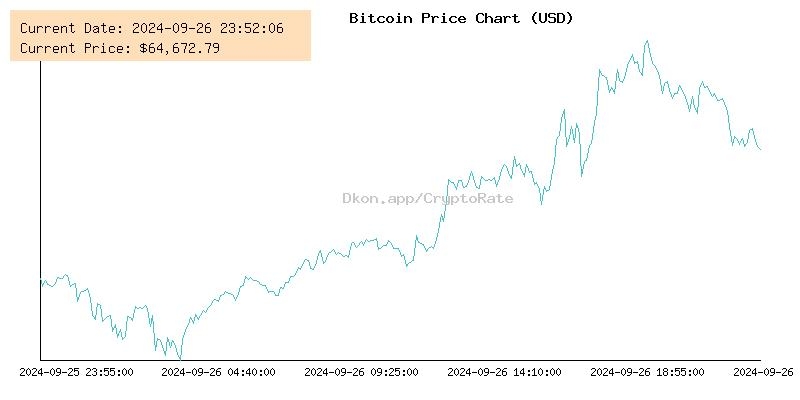 Bitcoin Price Chart (USD)
Current Date: 2024-09-26 23:52:06
Current Price: $64,672.79
Dkon.app/CryptoRate
2024-09-25 23:55:00 2024-09-26 04:40:00 2024-09-26 09:25:00 2024-09-26 14:10:00 2024-09-26 18:55:00 2024-09-26